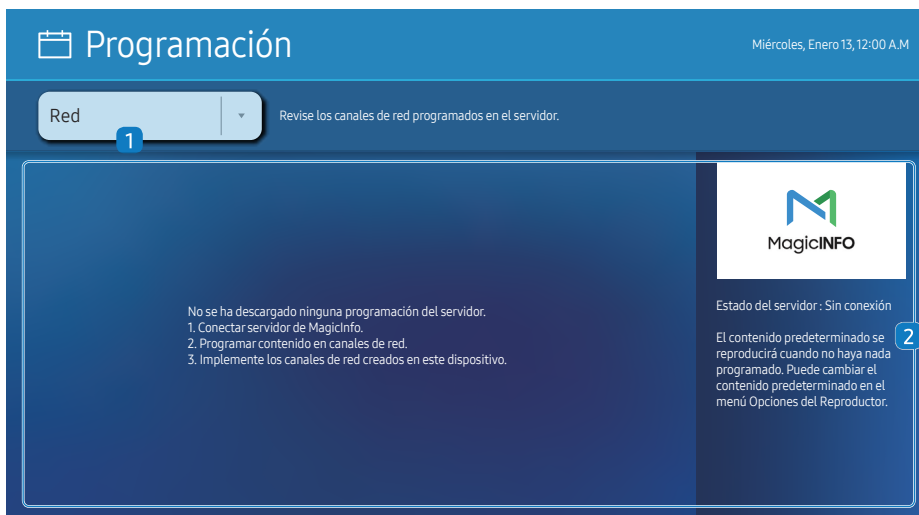 Programación
Miércoles, Enero 13, 12:00 A.M
Red
1
Revise los canales de red programados en el servidor.
MagicINFO
No se ha descargado ninguna programación del servidor.
1. Conectar servidor de MagicInfo.
2. Programar contenido en canales de red.
3. Implemente los canales de red creados en este dispositivo.
Estado del servidor : Sin conexión
El contenido predeterminado se
reproducirá cuando no haya nada
programado. Puede cambiar el
contenido predeterminado en el
menú Opciones del Reproductor.
2